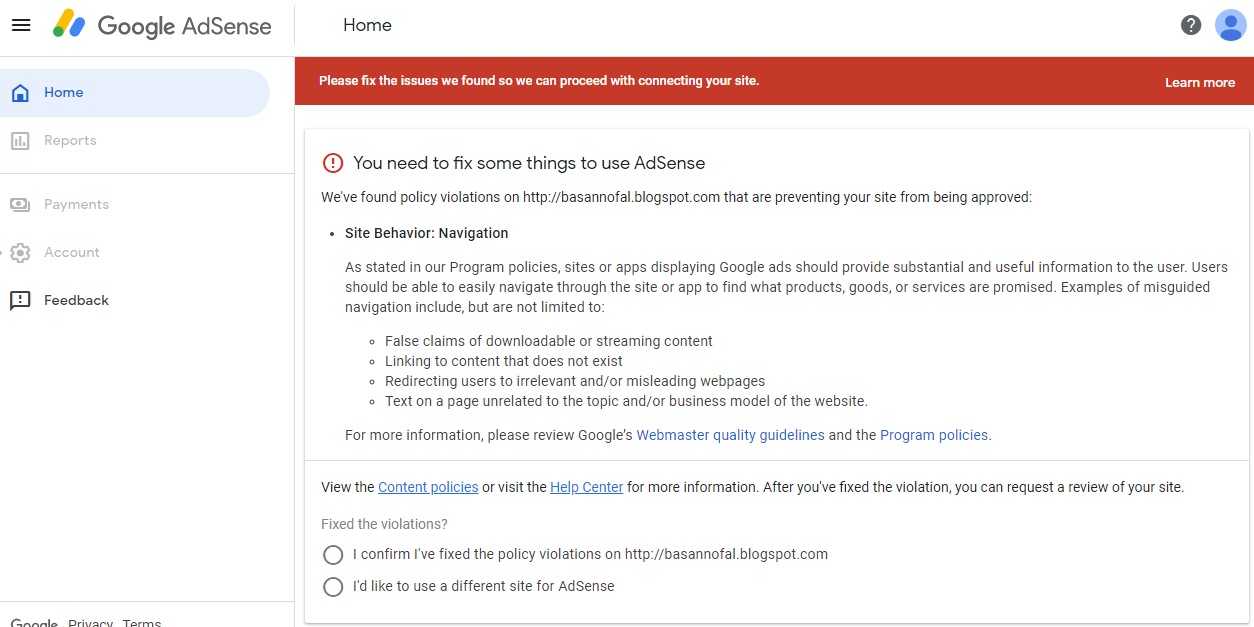 Google AdSense
Home
Please fix the issues we found so we can proceed with connecting your site.
Learn more
Home
Reports
Payments
Account
Feedback
You need to fix some things to use AdSense
We've found policy violations on http://basannofal.blogspot.com that are preventing your site from being approved:
• Site Behavior: Navigation
As stated in our Program policies, sites or apps displaying Google ads should provide substantial and useful information to the user. Users
should be able to easily navigate through the site or app to find what products, goods, or services are promised. Examples of misguided
navigation include, but are not limited to:
False claims of downloadable or streaming content
Linking to content that does not exist
Redirecting users to irrelevant and/or misleading webpages
Text on a page unrelated to the topic and/or business model of the website.
For more information, please review Google's Webmaster quality guidelines and the Program policies.
View the Content policies or visit the Help Center for more information. After you've fixed the violation, you can request a review of your site.
Fixed the violations?
I confirm I've fixed the policy violations on http://basannofal.blogspot.com
I'd like to use a different site for AdSense
Google Privacy Terms